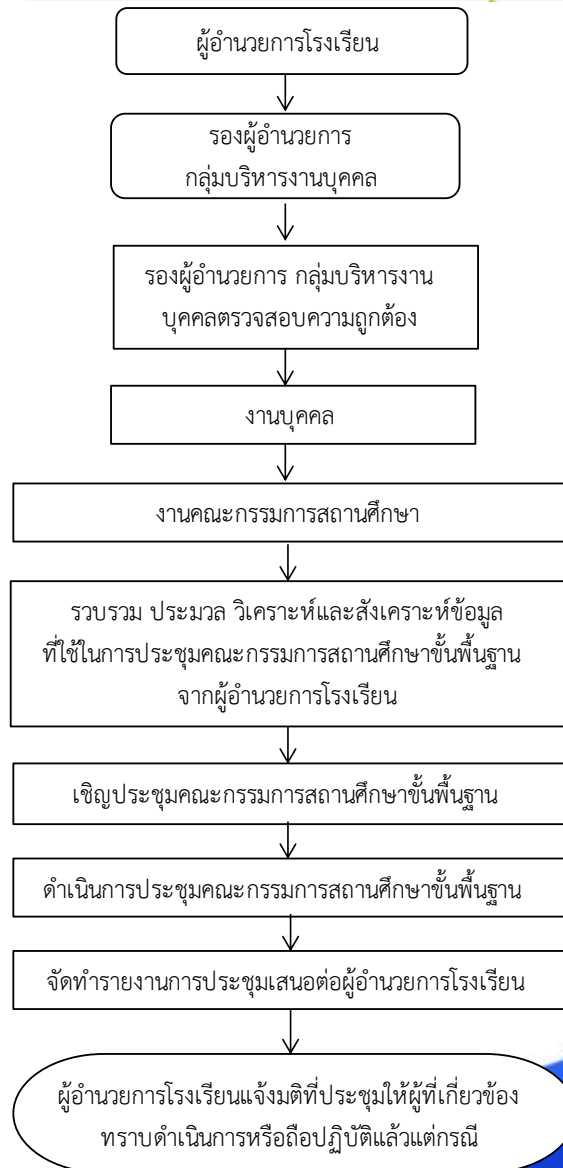 ผู้อำนวยการโรงเรียน
รองผู้อำนวยการ
กลุ่มบริหารงานบุคคล
รองผู้อำนวยการ กลุ่มบริหารงาน
บุคคลตรวจสอบความถูกต้อง
งานบุคคล
งานคณะกรรมการสถานศึกษา
รวบรวม ประมวล วิเคราะห์และสังเคราะห์ข้อมูล
ที่ใช้ในการประชุมคณะกรรมการสถานศึกษาขั้นพื้นฐาน
จากผู้อำนวยการโรงเรียน
เชิญประชุมคณะกรรมการสถานศึกษาขั้นพื้นฐาน
ดำเนินการประชุมคณะกรรมการสถานศึกษาขั้นพื้นฐาน
จัดทำรายงานการประชุมเสนอต่อผู้อำนวยการโรงเรียน
ผู้อำนวยการโรงเรียนแจ้งมติที่ประชุมให้ผู้ที่เกี่ยวข้อง
ทราบดำเนินการหรือถือปฏิบัติแล้วแต่กรณี